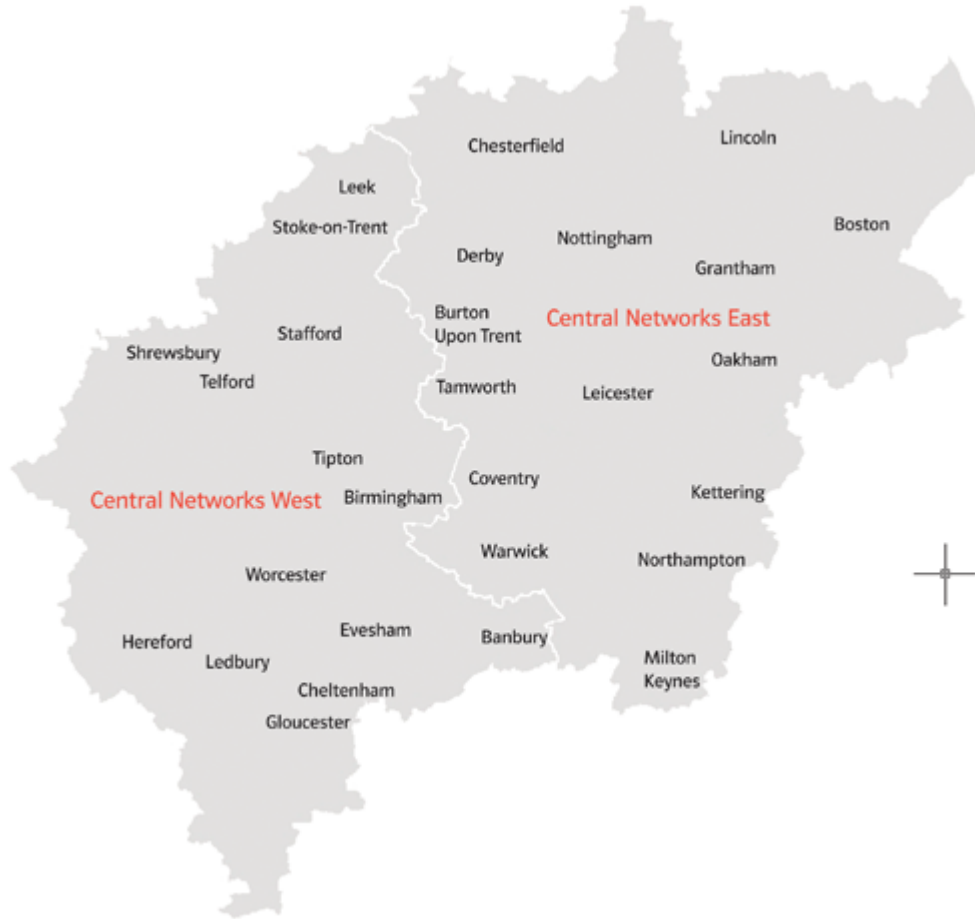 Chesterfield
Lincoln
Leek
Stoke-on-Trent
Boston
Nottingham
Derby
Grantham
Burton
Upon Trent
Central Networks East
Stafford
Shrewsbury
Oakham
Telford
Tamworth
Leicester
Tipton
Coventry
Kettering
Central Networks West
Birmingham
Warwick
Northampton
Worcester
Evesham
Banbury
Hereford
Ledbury
Milton
Keynes
Cheltenham
Gloucester